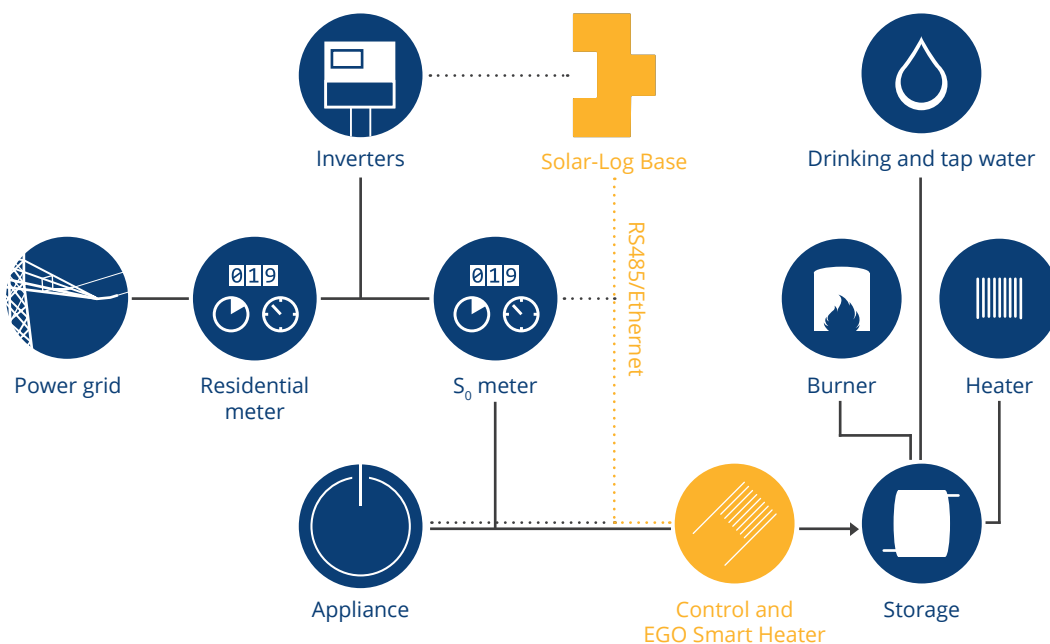 Inverters
Solar-Log Base
Drinking and tap water
RS485/Ethernet
019
019
Power grid
Residential
meter
S₀ meter
Burner
Heater
Appliance
Control and
EGO Smart Heater
Storage